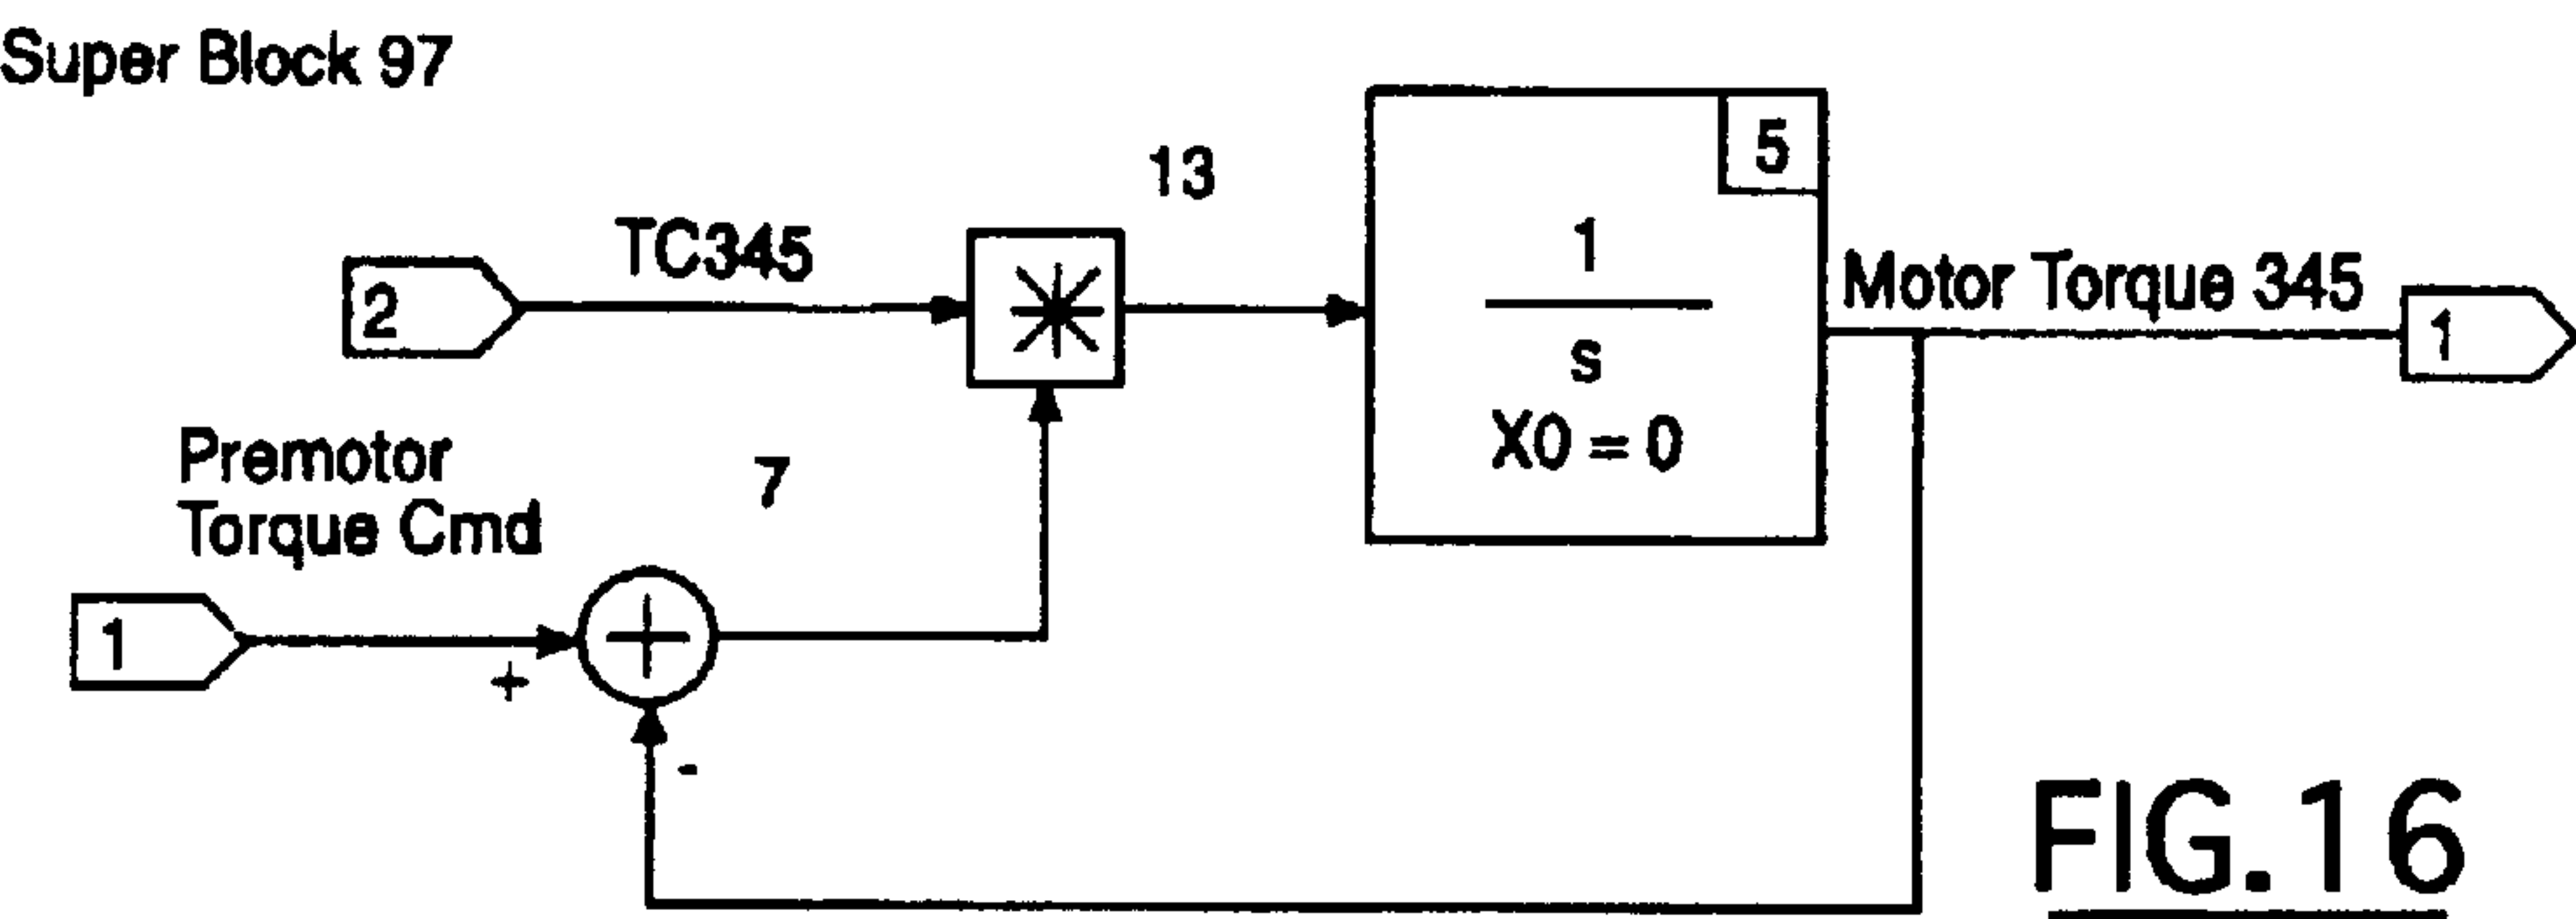 Super Block 97
13
5
TC345
2
1
s
X0 = 0
Motor Torque 345
1
Premotor
Torque Cmd
7
1
+
-
FIG.16